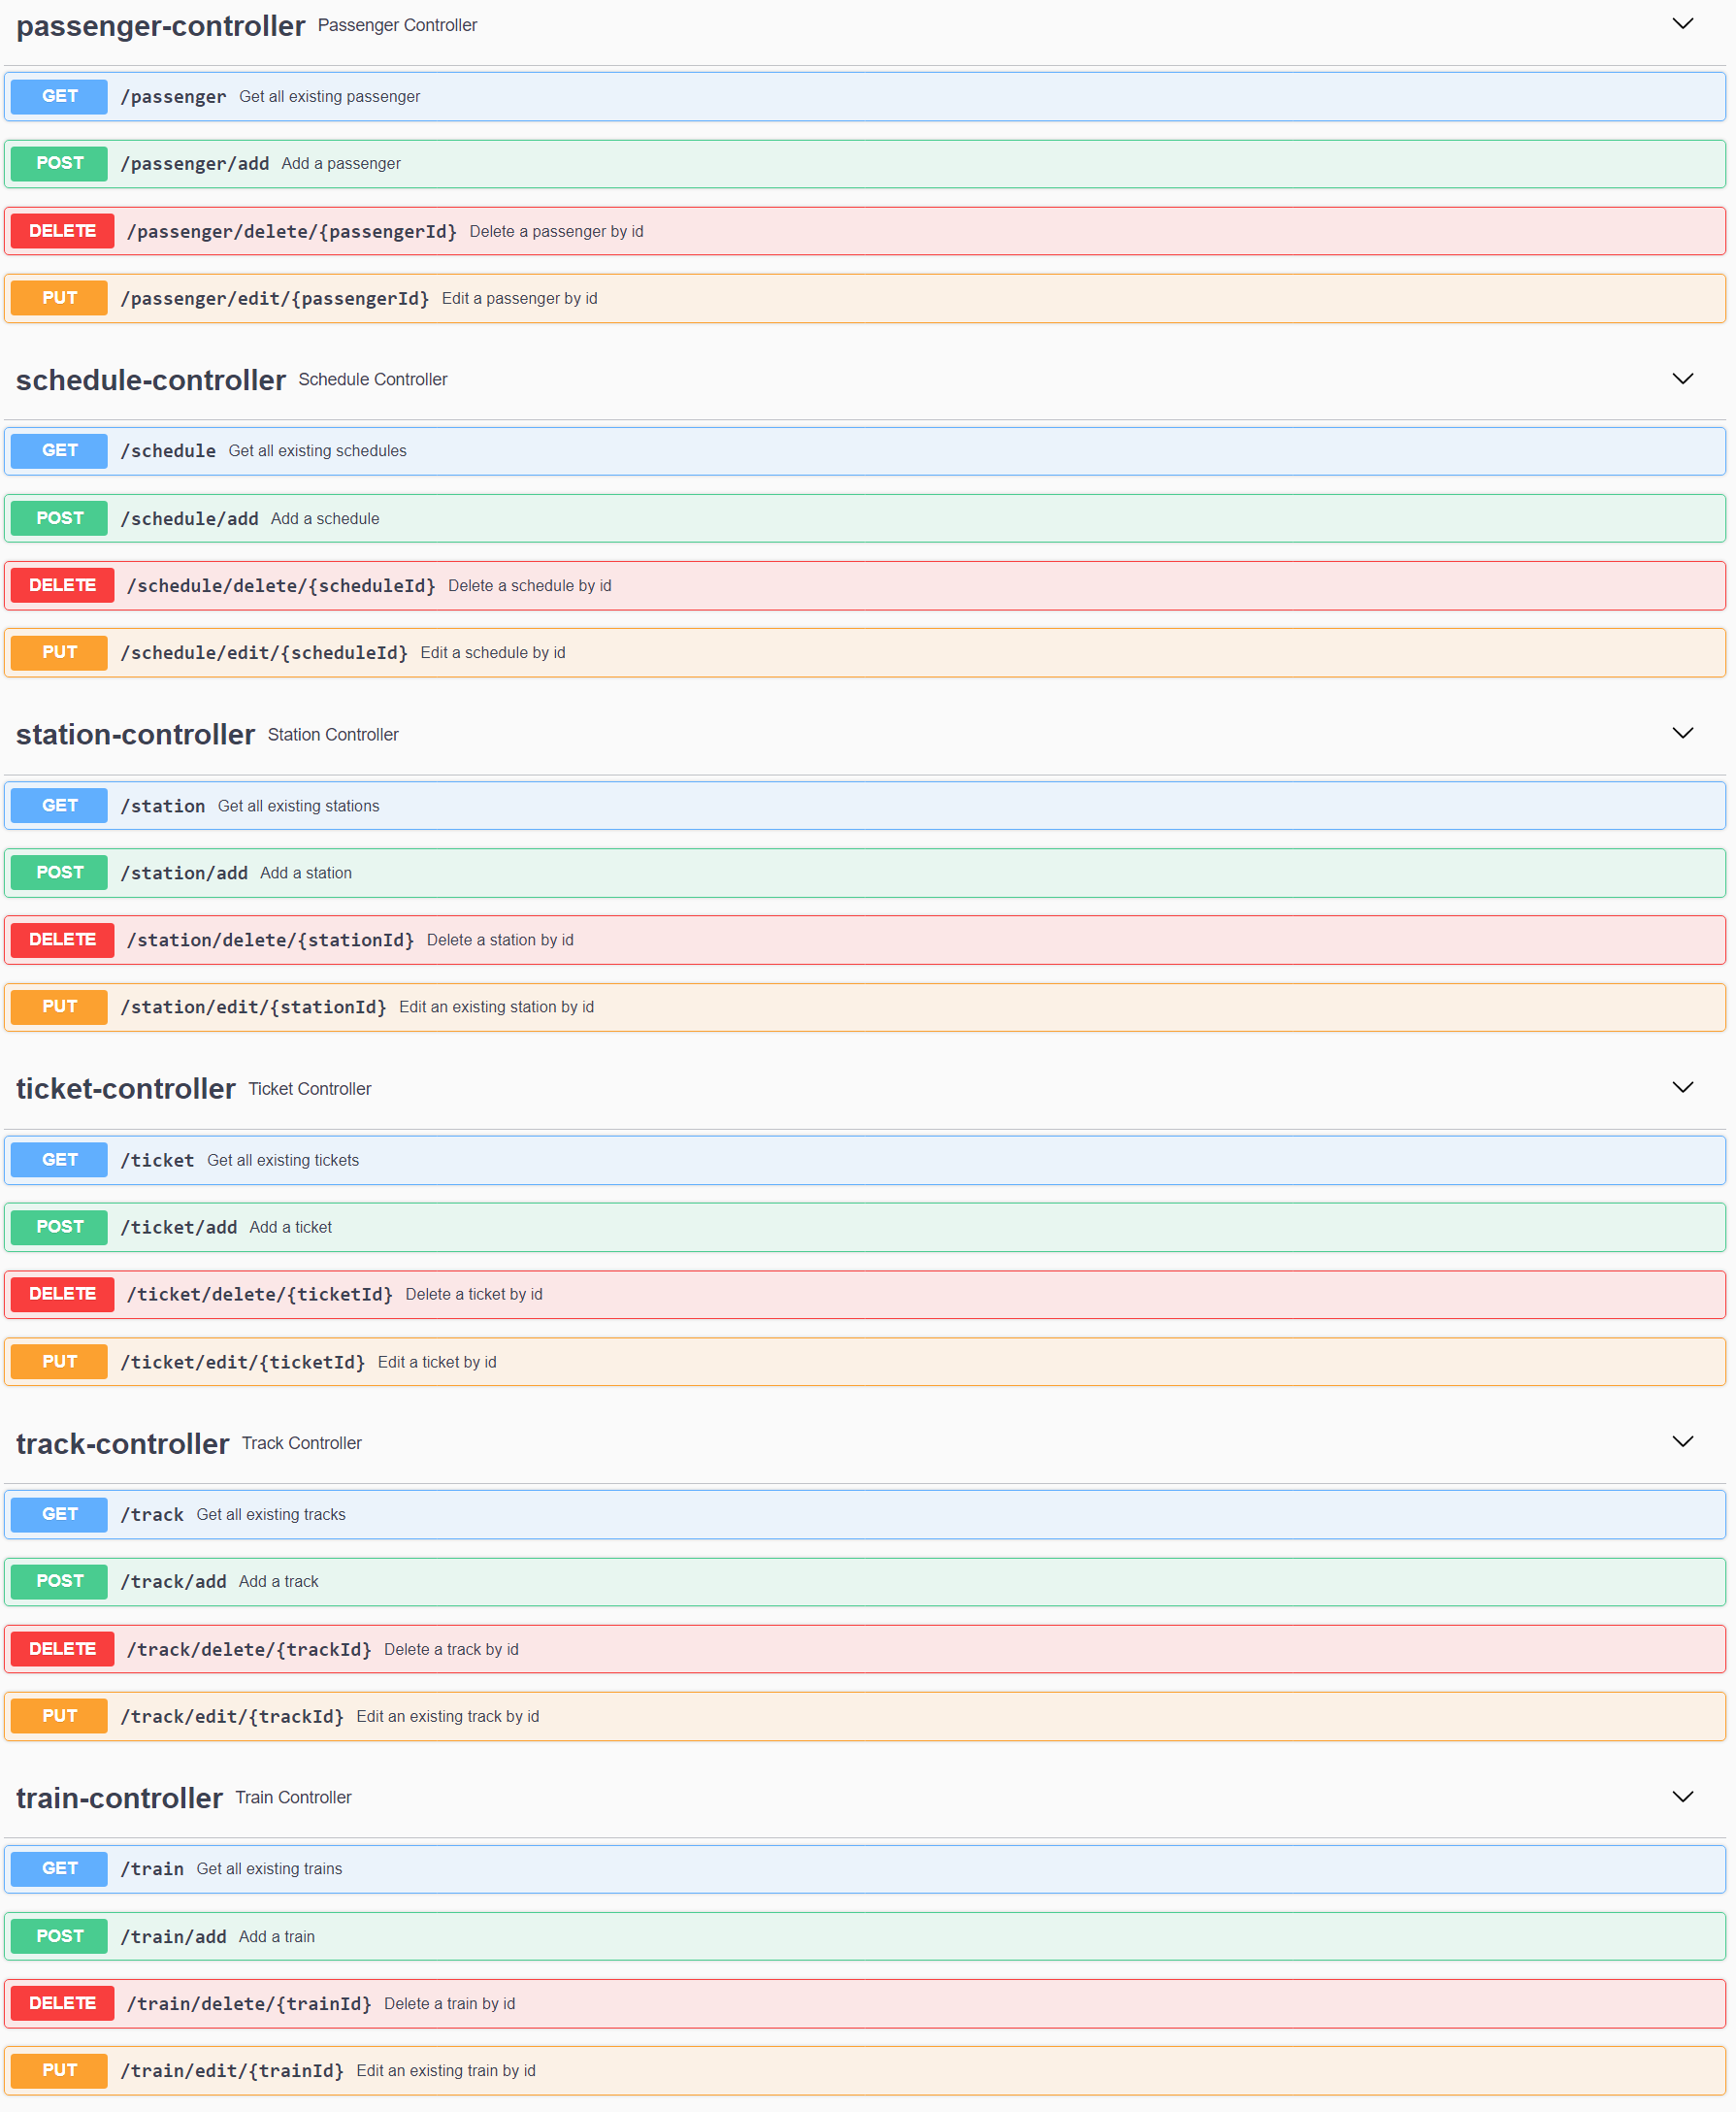 passenger-controller Passenger Controller
GET /passenger Get all existing passenger
POST /passenger/add Add a passenger
DELETE /passenger/delete/{passengerId} Delete a passenger by id
PUT /passenger/edit/{passengerId} Edit a passenger by id
schedule-controller Schedule Controller
GET /schedule Get all existing schedules
POST /schedule/add Add a schedule
DELETE /schedule/delete/{scheduleId} Delete a schedule by id
PUT /schedule/edit/{scheduleId} Edit a schedule by id
station-controller Station Controller
GET /station Get all existing stations
POST /station/add Add a station
DELETE /station/delete/{stationId} Delete a station by id
PUT /station/edit/{stationId} Edit an existing station by id
ticket-controller Ticket Controller
GET /ticket Get all existing tickets
POST /ticket/add Add a ticket
DELETE /ticket/delete/{ticketId} Delete a ticket by id
PUT /ticket/edit/{ticketId} Edit a ticket by id
track-controller Track Controller
GET /track Get all existing tracks
POST /track/add Add a track
DELETE /track/delete/{trackId} Delete a track by id
PUT /track/edit/{trackId} Edit an existing track by id
train-controller Train Controller
GET /train Get all existing trains
POST /train/add Add a train
DELETE /train/delete/{trainId} Delete a train by id
PUT /train/edit/{trainId} Edit an existing train by id